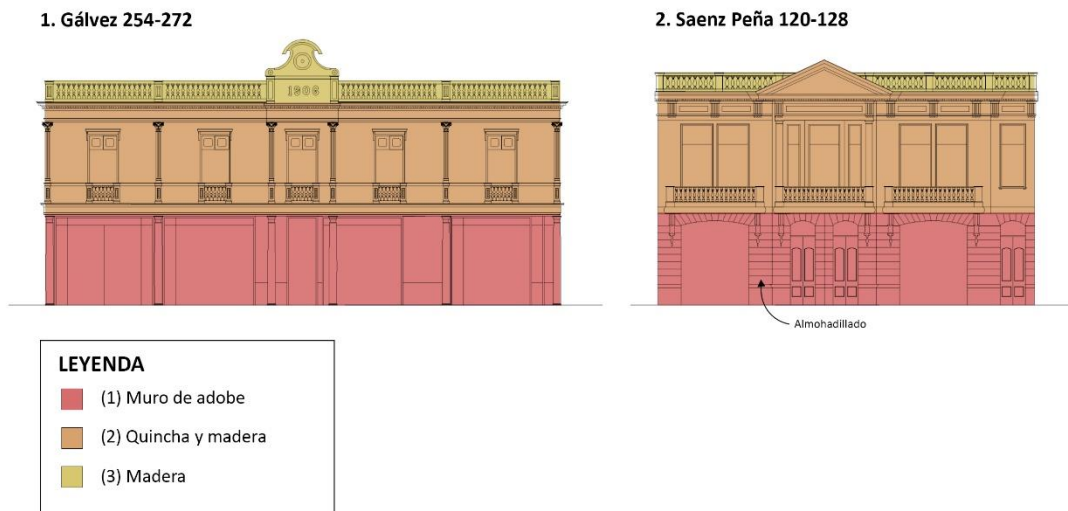 1. Gálvez 254-272
2. Saenz Peña 120-128
1906
Almohadillado
LEYENDA
(1) Muro de adobe
(2) Quincha y madera
(3) Madera